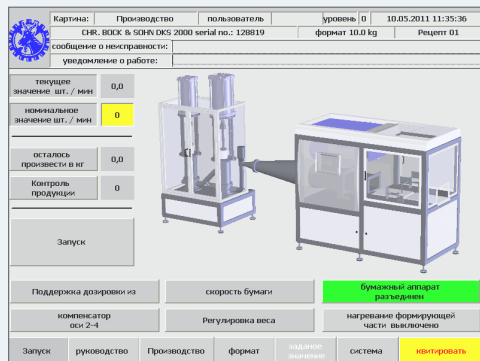 Картина: Производство пользователь уровень 0 10.05.2011 11:35:36
CHR. BOCK & SOHN DKS 2000 serial no.: 128819 формат 10.0 kg Рецепт 01
сообщение о неисправности:
уведомление о работе:
текущее
значение шт. / мин 0,0
номинальное
значение шт. / мин 0
осталось
произвести в кг 0,0
Контроль
продукции 0
Запуск
Поддержка дозировки из скорость бумаги бумажный аппарат
разъединен
компенсатор
оси 2-4 Регулировка веса нагревание формирующей
части выключено
Запуск руководство Производство формат заданое
значение система квитировать